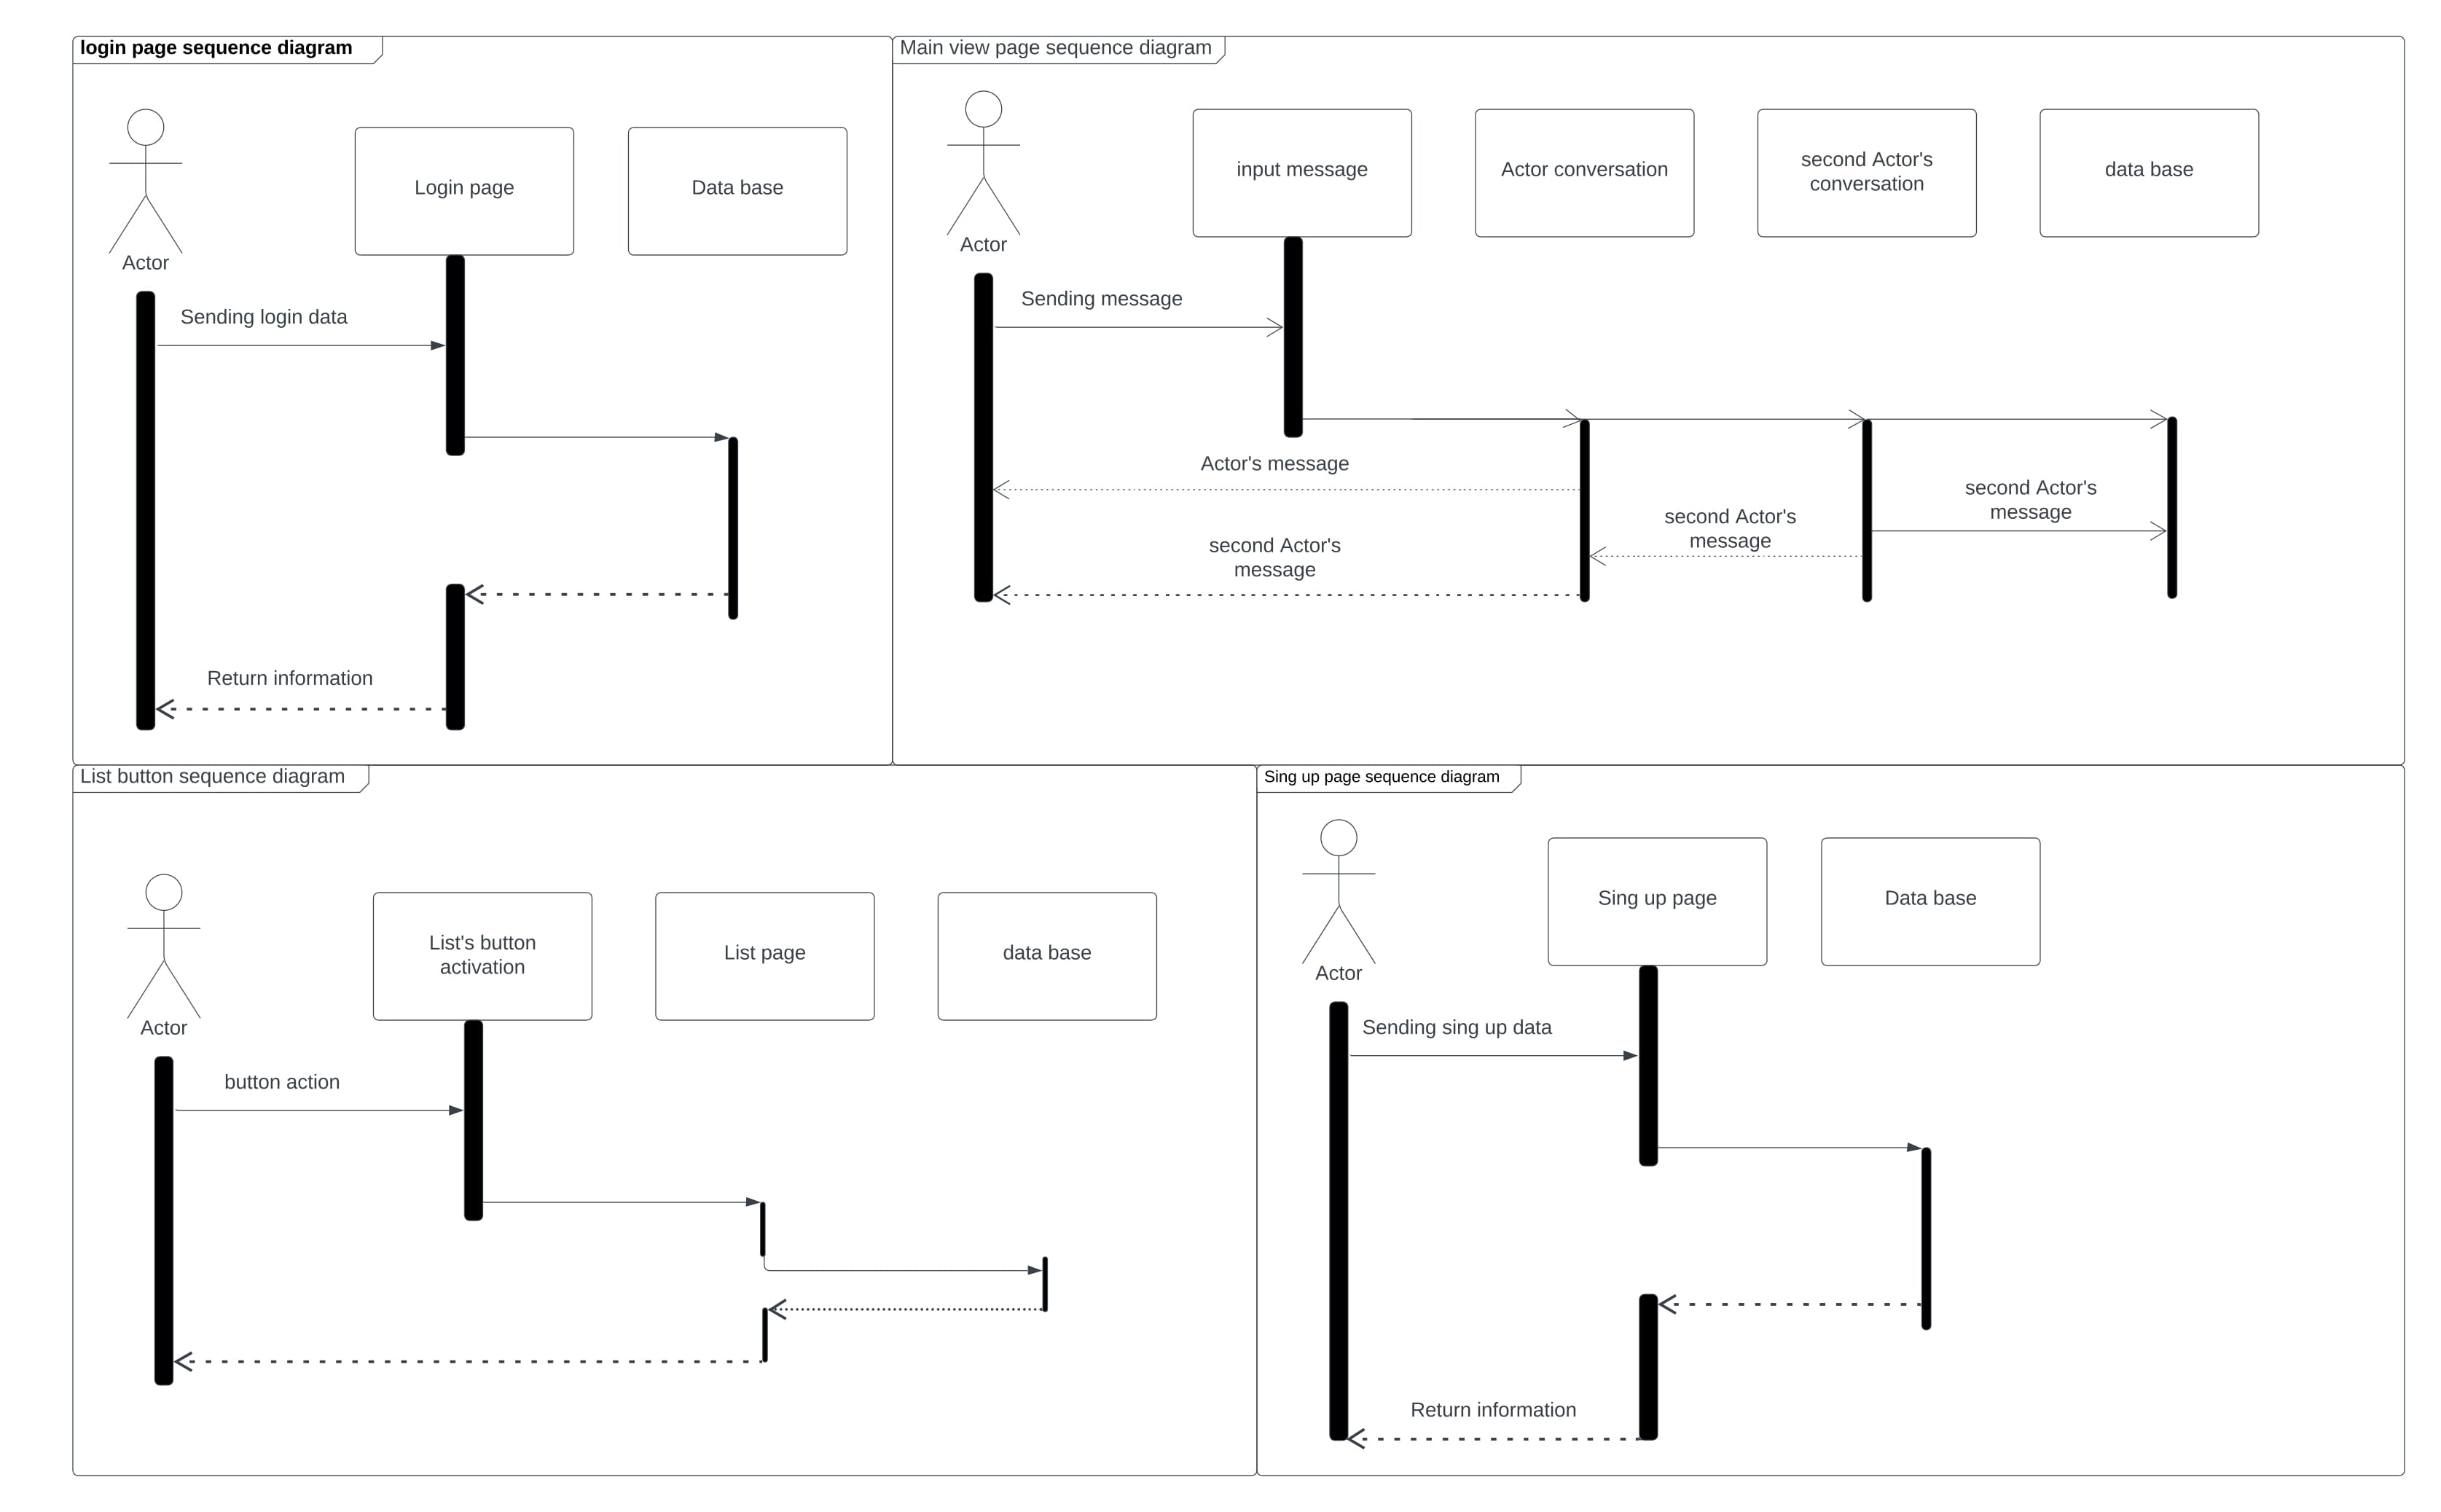 login page sequence diagram
Actor
Login page
Data base
Sending login data
Return information
Main view page sequence diagram
Actor
input message
Actor conversation
second Actor's
conversation
data base
Sending message
Actor's message
second Actor's
message
second Actor's
message
second Actor's
message
List button sequence diagram
Actor
List's button
activation
List page
data base
button action
Sing up page sequence diagram
Actor
Sing up page
Data base
Sending sing up data
Return information